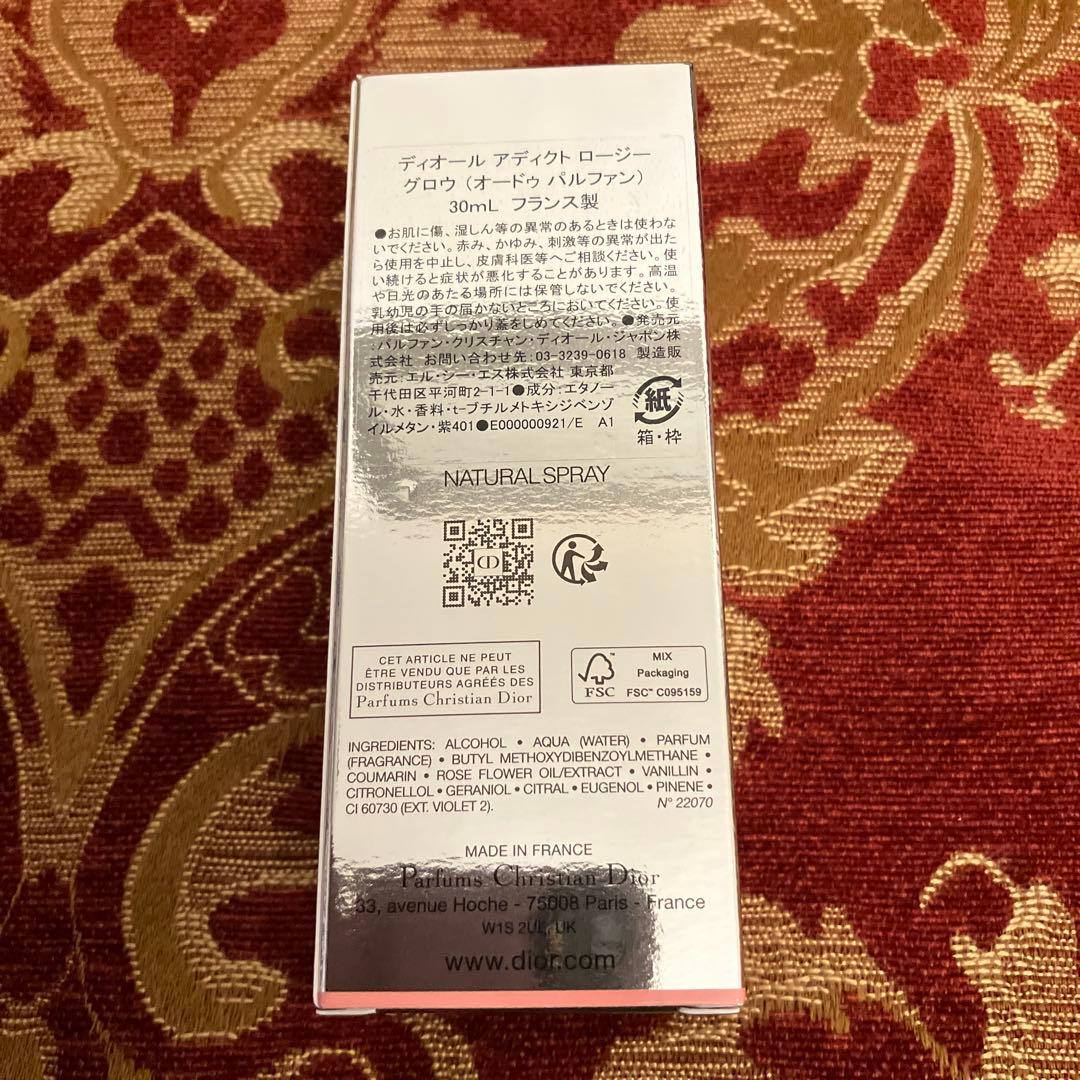 ディオール アディクト ロージー
グロウ（オードゥ パルファン）
30mL フランス製
●お肌に傷、湿しん等の異常のあるときは使わな
いでください。赤み、かゆみ、刺激等の異常が出た
ら使用を中止し、皮膚科医等へご相談ください。使
い続けると症状が悪化することがあります。高温
や日光のあたる場所には保管しないでください。
乳幼児の手の届かないところにおいてください。使
用後は必ずしっかり蓋をしめてください。●発売元
：パルファン・クリスチャン・ディオール・ジャポン株
式会社 お問い合わせ先：03-3239-0618 製造販
売元：エル・シー・エス株式会社 東京都
千代田区平河町2-1-1●成分：エタノー
ル・水・香料・t-ブチルメトキシジベンゾ
イルメタン・紫401●E000000921/E A1
紙
箱・枠
NATURAL SPRAY
CD
CET ARTICLE NE PEUT
ÊTRE VENDU QUE PAR LES
DISTRIBUTEURS AGRÉÉS DES
Parfums Christian Dior
FSC
MIX
Packaging
FSC™ C095159
INGREDIENTS: ALCOHOL • AQUA (WATER) • PARFUM
(FRAGRANCE) • BUTYL METHOXYDIBENZOYLMETHANE •
COUMARIN • ROSE FLOWER OIL/EXTRACT • VANILLIN •
CITRONELLOL • GERANIOL • CITRAL • EUGENOL • PINENE •
CI 60730 (EXT. VIOLET 2). N° 22070
MADE IN FRANCE
Parfums Christian Dior
33, avenue Hoche - 75008 Paris - France
W1S 2UL, UK
www.dior.com